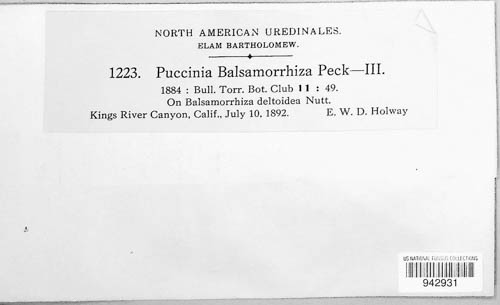 NORTH AMERICAN UREDINALES.
ELAM BARTHOLOMEW.
1223. Puccinia Balsamorrhiza Peck—III.
1884 : Bull. Torr. Bot. Club 11 : 49.
On Balsamorrhiza deltoidea Nutt.
Kings River Canyon, Calif., July 10, 1892. E. W. D. Holway
US NATIONAL FUNGUS COLLECTIONS
942931